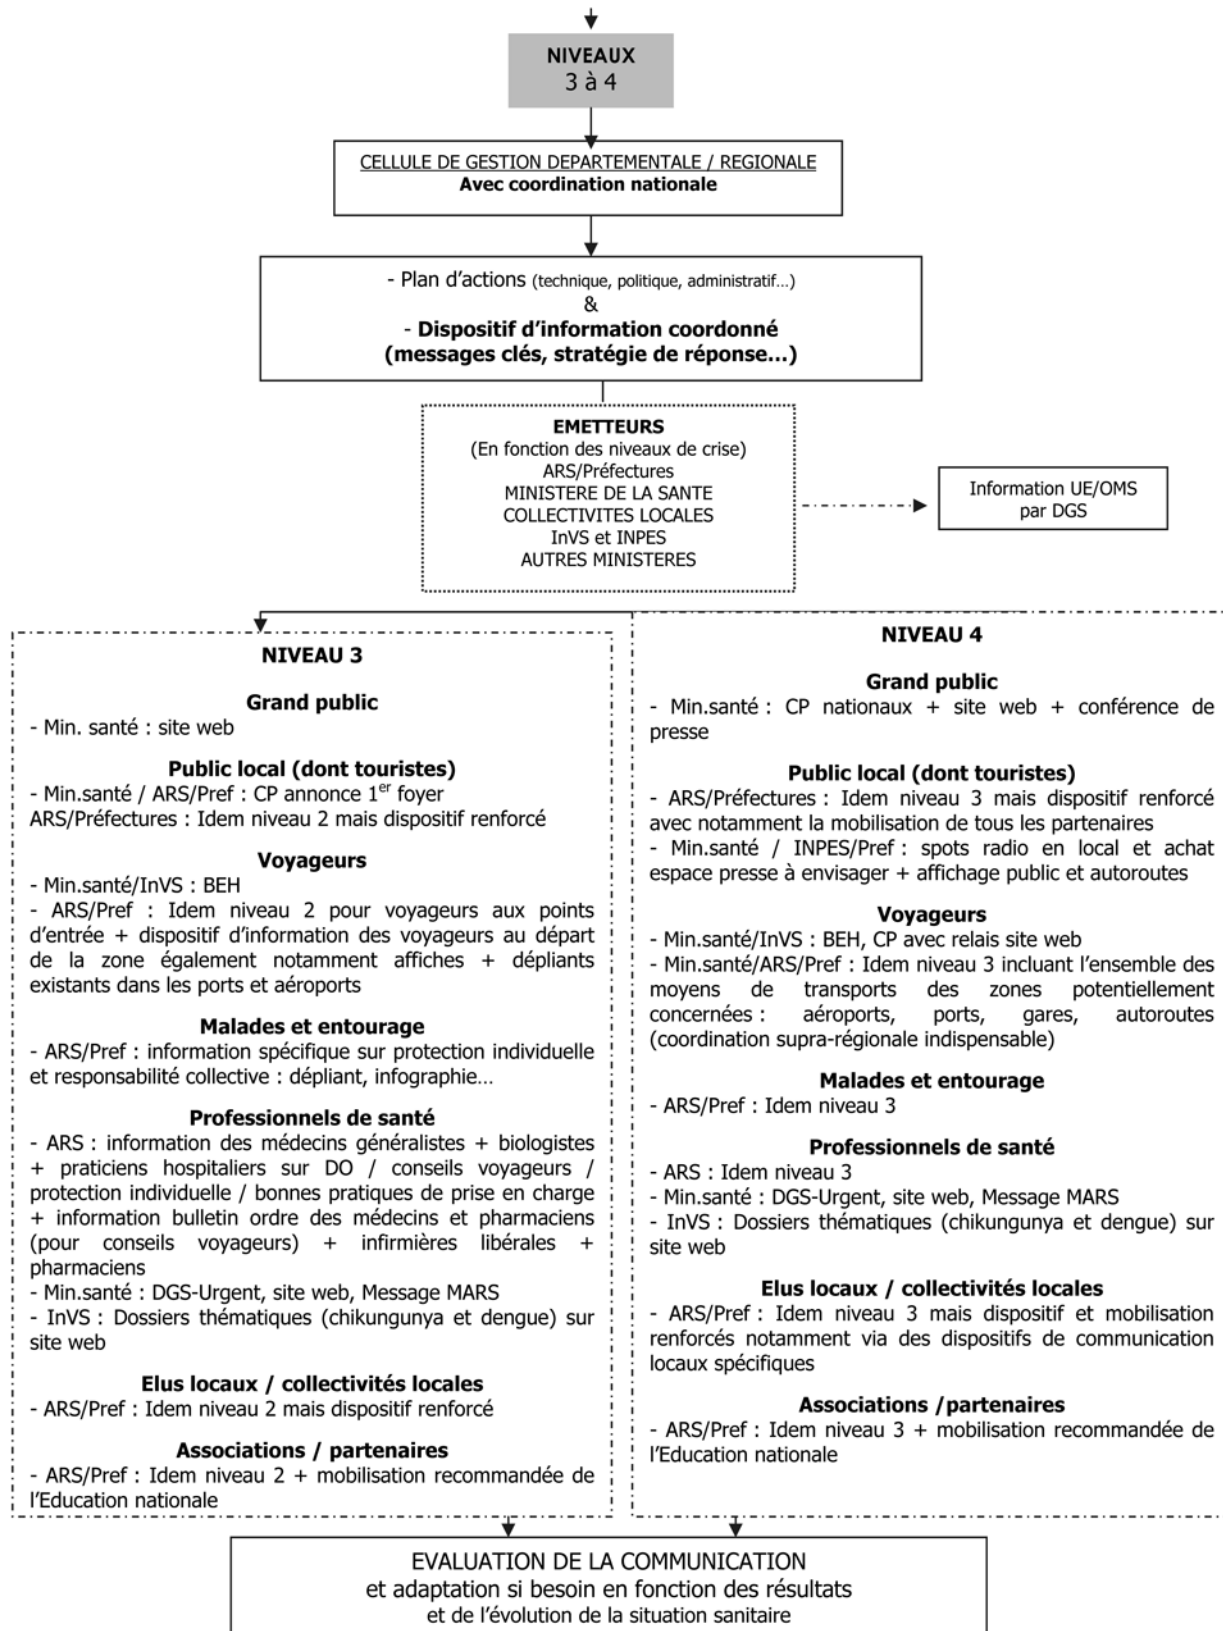 NIVEAUX
3 à 4
CELLULE DE GESTION DEPARTEMENTALE / REGIONALE
Avec coordination nationale
- Plan d'actions (technique, politique, administratif…)
&
- Dispositif d'information coordonné
(messages clés, stratégie de réponse…)
EMETTEURS
(En fonction des niveaux de crise)
ARS/Préfectures
MINISTERE DE LA SANTE
COLLECTIVITES LOCALES
InVS et INPES
AUTRES MINISTERES
Information UE/OMS
par DGS
NIVEAU 3
Grand public
- Min. santé : site web
Public local (dont touristes)
- Min.santé / ARS/Pref : CP annonce 1er foyer
ARS/Préfectures : Idem niveau 2 mais dispositif renforcé
Voyageurs
- Min.santé/InVS : BEH
- ARS/Pref : Idem niveau 2 pour voyageurs aux points
d'entrée + dispositif d'information des voyageurs au départ
de la zone également notamment affiches + dépliants
existants dans les ports et aéroports
Malades et entourage
- ARS/Pref : information spécifique sur protection individuelle
et responsabilité collective : dépliant, infographie…
Professionnels de santé
- ARS : information des médecins généralistes + biologistes
+ praticiens hospitaliers sur DO / conseils voyageurs /
protection individuelle / bonnes pratiques de prise en charge
+ information bulletin ordre des médecins et pharmaciens
(pour conseils voyageurs) + infirmières libérales +
pharmaciens
- Min.santé : DGS-Urgent, site web, Message MARS
- InVS : Dossiers thématiques (chikungunya et dengue) sur
site web
Elus locaux / collectivités locales
- ARS/Pref : Idem niveau 2 mais dispositif renforcé
Associations / partenaires
- ARS/Pref : Idem niveau 2 + mobilisation recommandée de
l'Education nationale
NIVEAU 4
Grand public
- Min.santé : CP nationaux + site web + conférence de
presse
Public local (dont touristes)
- ARS/Préfectures : Idem niveau 3 mais dispositif renforcé
avec notamment la mobilisation de tous les partenaires
- Min.santé / INPES/Pref : spots radio en local et achat
espace presse à envisager + affichage public et autoroutes
Voyageurs
- Min.santé/InVS : BEH, CP avec relais site web
- Min.santé/ARS/Pref : Idem niveau 3 incluant l'ensemble des
moyens de transports des zones potentiellement
concernées : aéroports, ports, gares, autoroutes
(coordination supra-régionale indispensable)
Malades et entourage
- ARS/Pref : Idem niveau 3
Professionnels de santé
- ARS : Idem niveau 3
- Min.santé : DGS-Urgent, site web, Message MARS
- InVS : Dossiers thématiques (chikungunya et dengue) sur
site web
Elus locaux / collectivités locales
- ARS/Pref : Idem niveau 3 mais dispositif et mobilisation
renforcés notamment via des dispositifs de communication
locaux spécifiques
Associations /partenaires
- ARS/Pref : Idem niveau 3 + mobilisation recommandée de
l'Education nationale
EVALUATION DE LA COMMUNICATION
et adaptation si besoin en fonction des résultats
et de l'évolution de la situation sanitaire